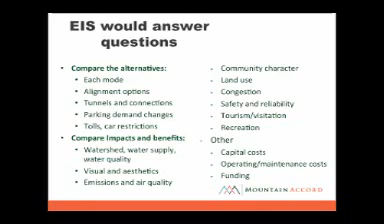 EIS would answer
questions
• Compare the alternatives:
• Each mode
• Alignment options
• Tunnels and connections
• Parking demand changes
• Tolls, car restrictions
• Compare Impacts and benefits:
• Watershed, water supply,
water quality
• Visual and aesthetics
• Emissions and air quality
- Community character
- Land use
- Congestion
- Safety and reliability
- Tourism/visitation
- Recreation
- Other
- Capital costs
- Operating/maintenance costs
- Funding
MOUNTAIN ACCORD